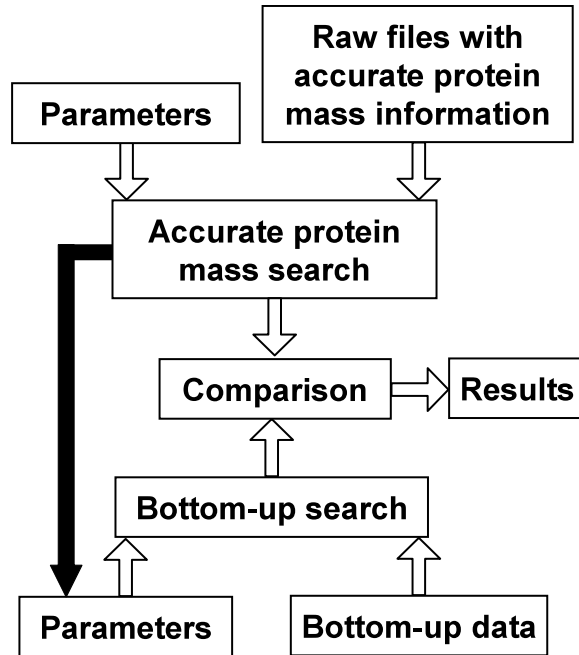 Raw files with
accurate protein
mass information
Parameters
Accurate protein
mass search
Comparison
Results
Bottom-up search
Parameters
Bottom-up data